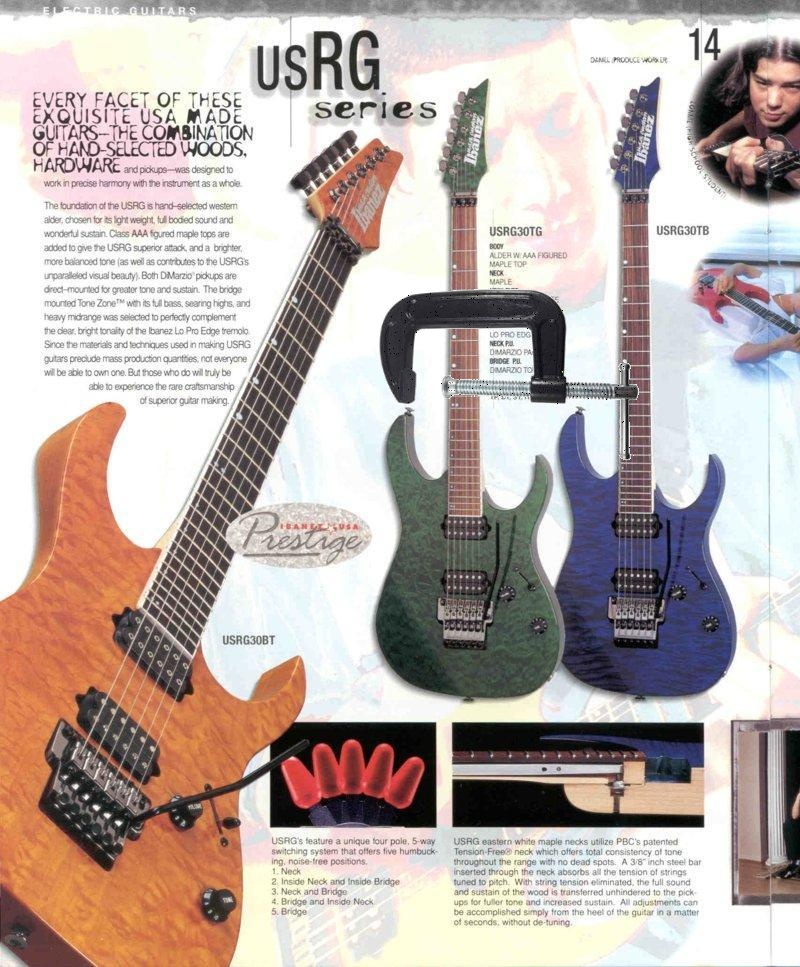 ELECTRIC GUITARS
USRG
series
14
DANIEL (PRODUCE WORKER)
EVERY FACET OF THESE
EXQUISITE USA MADE
GUITARS—THE COMBINATION
OF HAND-SELECTED WOODS,
HARDWARE and pickups—was designed to
work in precise harmony with the instrument as a whole.
The foundation of the USRG is hand-selected western
alder, chosen for its light weight, full bodied sound and
wonderful sustain. Class AAA figured maple tops are
added to give the USRG superior attack, and a brighter,
more balanced tone (as well as contributes to the USRG's
unparalleled visual beauty). Both DiMarzio® pickups are
direct-mounted for greater tone and sustain. The bridge
mounted Tone Zone™ with its full bass, searing highs, and
heavy midrange was selected to perfectly complement
the clear, bright tonality of the Ibanez Lo Pro Edge tremolo.
Since the materials and techniques used in making USRG
guitars preclude mass production quantities, not everyone
will be able to own one. But those who do will truly be
able to experience the rare craftsmanship
of superior guitar making.
Ibanez
Ibanez
Ibanez
USRG30TG
BODY
ALDER W/ AAA FIGURED
MAPLE TOP
NECK
MAPLE
LO PRO EDG
NECK P.U.
DIMARZIO PA
BRIDGE P.U.
DIMARZIO TO
USRG30TB
IBANEZ USA
Prestige
USRG30BT
VOLUME
TONE
USRG's feature a unique four pole, 5-way
switching system that offers five humbuck-
ing, noise-free positions.
1. Neck
2. Inside Neck and Inside Bridge
3. Neck and Bridge
4. Bridge and Inside Neck
5. Bridge
USRG eastern white maple necks utilize PBC's patented
Tension-Free® neck which offers total consistency of tone
throughout the range with no dead spots. A 3/8" inch steel bar
inserted through the neck absorbs all the tension of strings
tuned to pitch. With string tension eliminated, the full sound
and sustain of the wood is transferred unhindered to the pick-
ups for fuller tone and increased sustain. All adjustments can
be accomplished simply from the heel of the guitar in a matter
of seconds, without de-tuning.